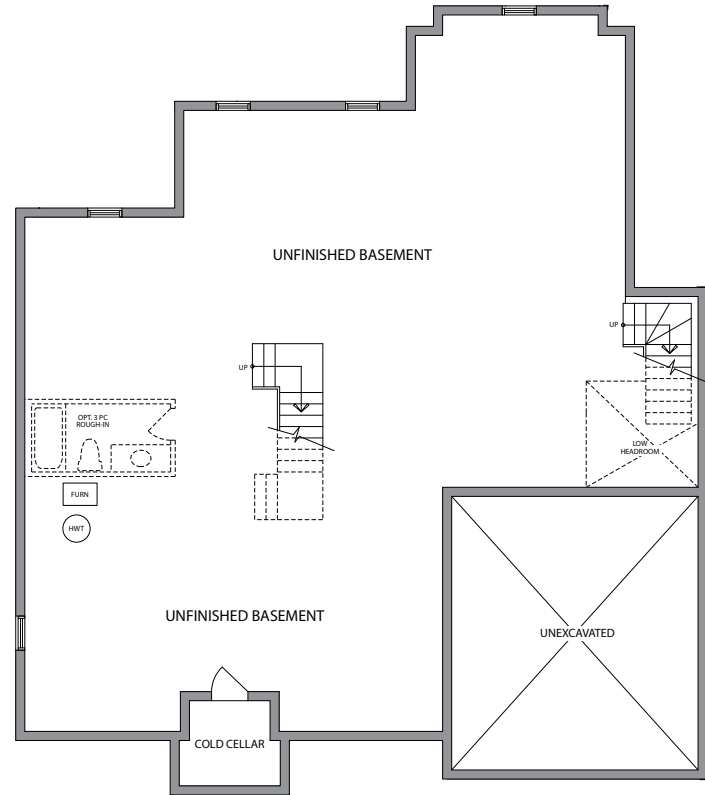 UNFINISHED BASEMENT
UP
UP
OPT. 3 PC
ROUGH-IN
LOW
HEADROOM
FURN
HWT
UNFINISHED BASEMENT
UNEXCAVATED
COLD CELLAR